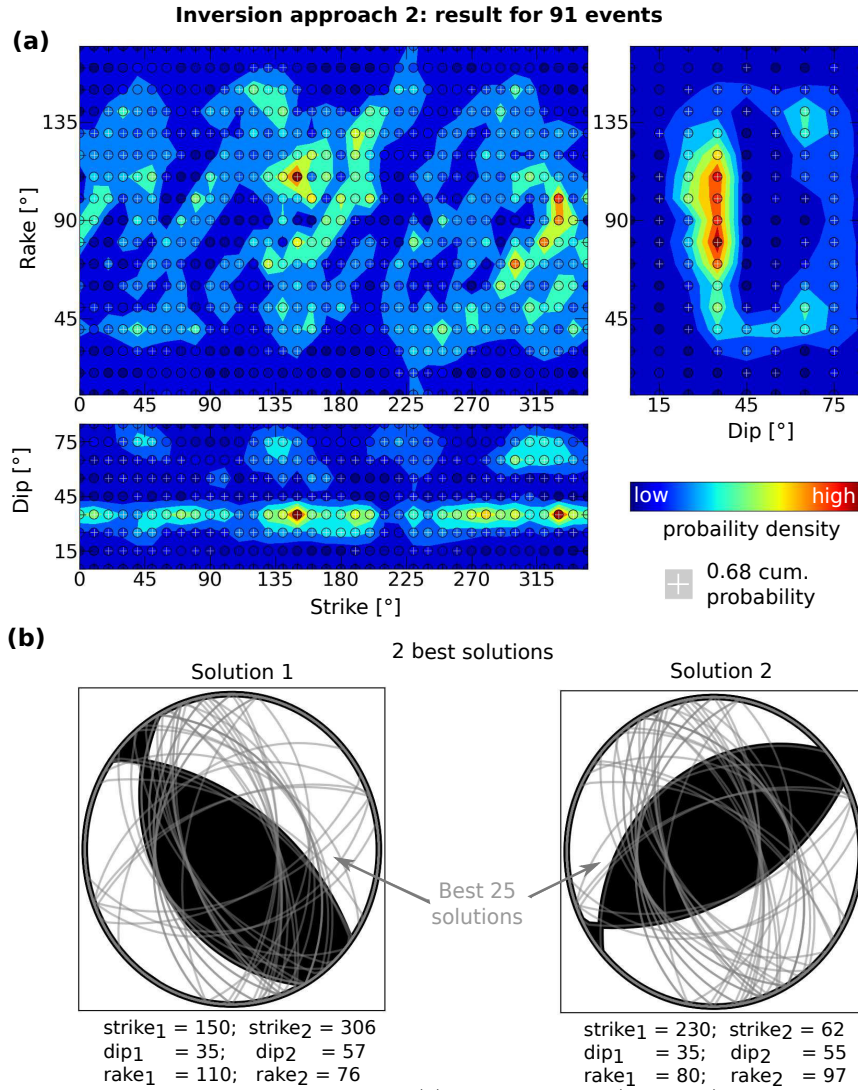 Inversion approach 2: result for 91 events
(a)
Rake [°]
135
90
45
0 45 90 135 180 225 270 315
135
90
45
15 45 75
Dip [°]
Dip [°]
75
45
15
0 45 90 135 180 225 270 315
Strike [°]
low high
probaility density
0.68 cum.
probability
(b)
2 best solutions
Solution 1
Solution 2
Best 25
solutions
strike1 = 150; strike2 = 306
dip1 = 35; dip2 = 57
rake1 = 110; rake2 = 76
strike1 = 230; strike2 = 62
dip1 = 35; dip2 = 55
rake1 = 80; rake2 = 97